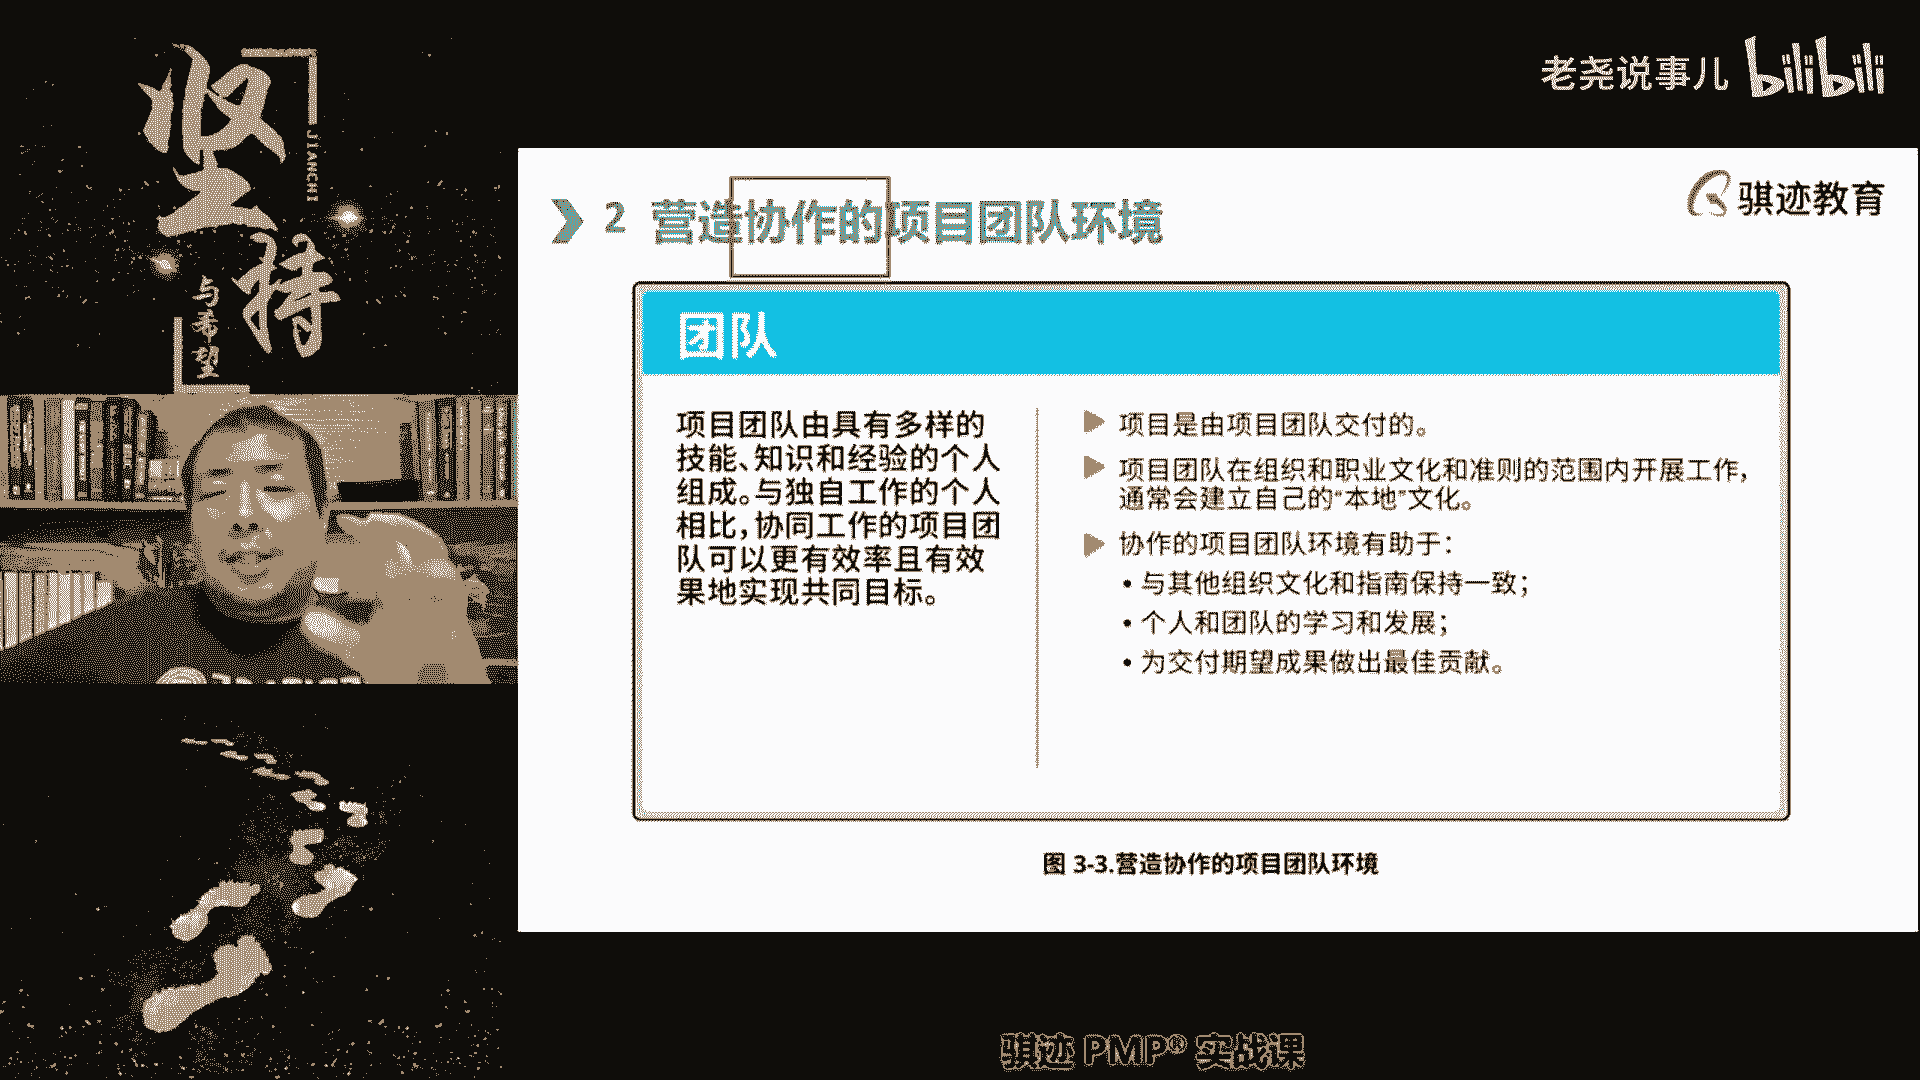 坚持
JIANCHI
与希望
老尧说事儿 bilibili
骐迹教育
2 营造协作的项目团队环境
团队
项目团队由具有多样的
技能、知识和经验的个人
组成。与独自工作的个人
相比，协同工作的项目团
队可以更有效率且有效
果地实现共同目标。
项目是由项目团队交付的。
项目团队在组织和职业文化和准则的范围内开展工作，
通常会建立自己的“本地”文化。
协作的项目团队环境有助于：
• 与其他组织文化和指南保持一致；
• 个人和团队的学习和发展；
• 为交付期望成果做出最佳贡献。
图 3-3.营造协作的项目团队环境
骐迹 PMP® 实战课